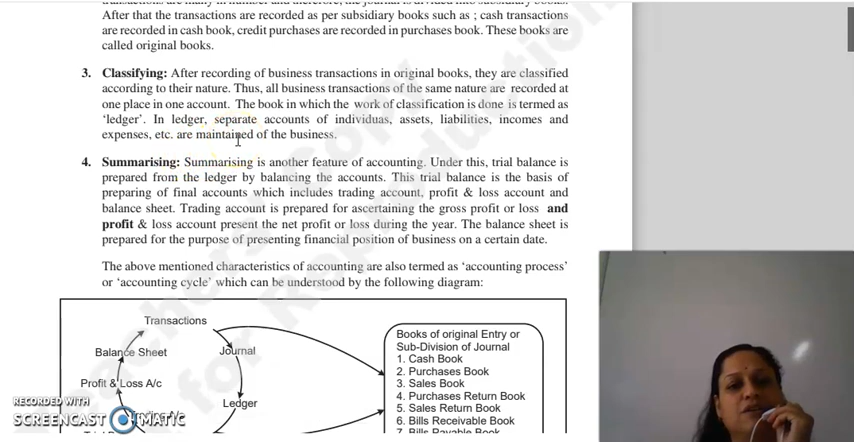 After that the transactions are recorded as per subsidiary books such as ; cash transactions
are recorded in cash book, credit purchases are recorded in purchases book. These books are
called original books.
3. Classifying: After recording of business transactions in original books, they are classified
according to their nature. Thus, all business transactions of the same nature are recorded at
one place in one account. The book in which the work of classification is done is termed as
‘ledger’. In ledger, separate accounts of individuas, assets, liabilities, incomes and
expenses, etc. are maintained of the business.
4. Summarising: Summarising is another feature of accounting. Under this, trial balance is
prepared from the ledger by balancing the accounts. This trial balance is the basis of
preparing of final accounts which includes trading account, profit & loss account and
balance sheet. Trading account is prepared for ascertaining the gross profit or loss and
profit & loss account present the net profit or loss during the year. The balance sheet is
prepared for the purpose of presenting financial position of business on a certain date.
The above mentioned characteristics of accounting are also termed as ‘accounting process’
or ‘accounting cycle’ which can be understood by the following diagram:
Transactions
Balance Sheet
Journal
Profit & Loss A/c
Ledger
Books of original Entry or
Sub-Division of Journal
1. Cash Book
2. Purchases Book
3. Sales Book
4. Purchases Return Book
5. Sales Return Book
6. Bills Receivable Book
7. Bills Payable Book
RECORDED WITH
SCREENCAST MATIC